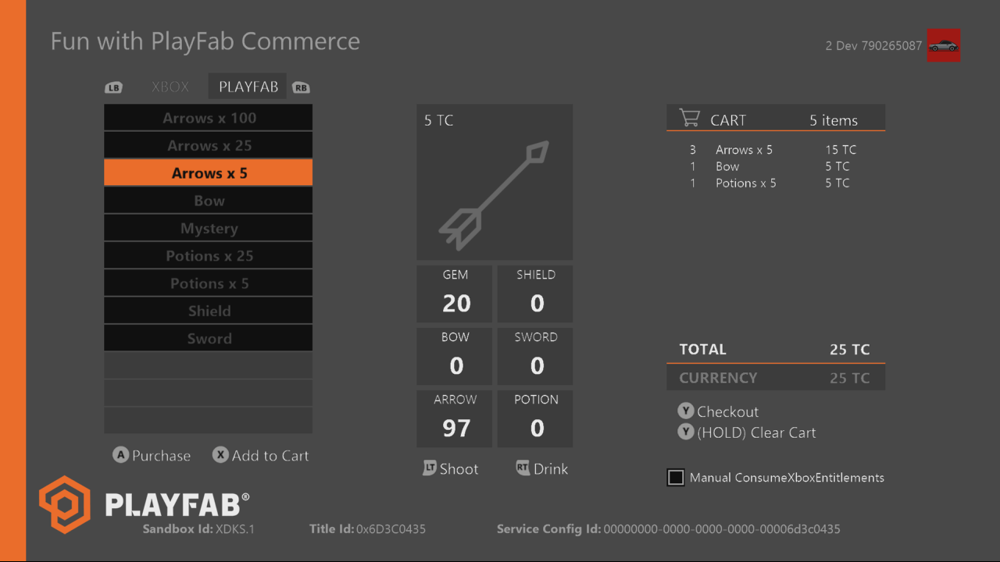 Fun with PlayFab Commerce
2 Dev 790265087
LB XBOX PLAYFAB RB
Arrows x 100
Arrows x 25
Arrows x 5
Bow
Mystery
Potions x 25
Potions x 5
Shield
Sword
A Purchase X Add to Cart
5 TC
GEM SHIELD
20 0
BOW SWORD
0 0
ARROW POTION
97 0
LT Shoot RT Drink
CART 5 items
3 Arrows x 5 15 TC
1 Bow 5 TC
1 Potions x 5 5 TC
TOTAL 25 TC
CURRENCY 25 TC
Y Checkout
Y (HOLD) Clear Cart
Manual ConsumeXboxEntitlements
PLAYFAB®
Sandbox Id: XDKS.1 Title Id: 0x6D3C0435 Service Config Id: 00000000-0000-0000-0000-00006d3c0435